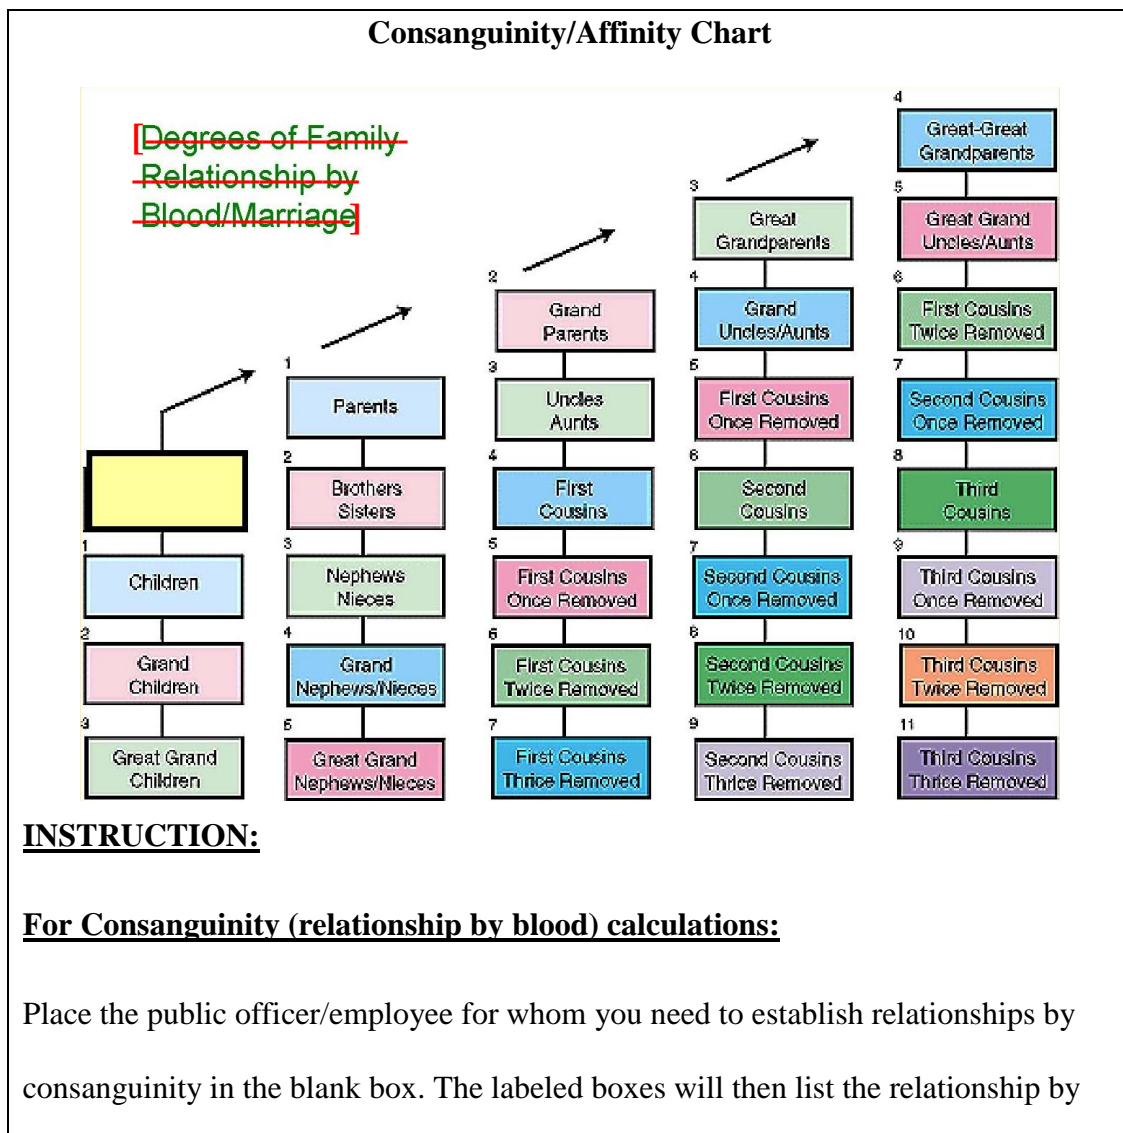 Consanguinity/Affinity Chart
[Degrees of Family
Relationship by
Blood/Marriage]
4
Great-Great
Grandparents
3
Great
Grandparents
5
Great Grand
Uncles/Aunts
2
Grand
Parents
4
Grand
Uncles/Aunts
6
First Cousins
Twice Removed
1
Parents
3
Uncles
Aunts
5
First Cousins
Once Removed
7
Second Cousins
Once Removed
2
Brothers
Sisters
4
First
Cousins
6
Second
Cousins
8
Third
Cousins
1
Children
3
Nephews
Nieces
5
First Cousins
Once Removed
7
Second Cousins
Once Removed
9
Third Cousins
Once Removed
2
Grand
Children
4
Grand
Nephews/Nieces
6
First Cousins
Twice Removed
8
Second Cousins
Twice Removed
10
Third Cousins
Twice Removed
3
Great Grand
Children
5
Great Grand
Nephews/Nieces
7
First Cousins
Thrice Removed
9
Second Cousins
Thrice Removed
11
Third Cousins
Thrice Removed
INSTRUCTION:
For Consanguinity (relationship by blood) calculations:
Place the public officer/employee for whom you need to establish relationships by
consanguinity in the blank box. The labeled boxes will then list the relationship by